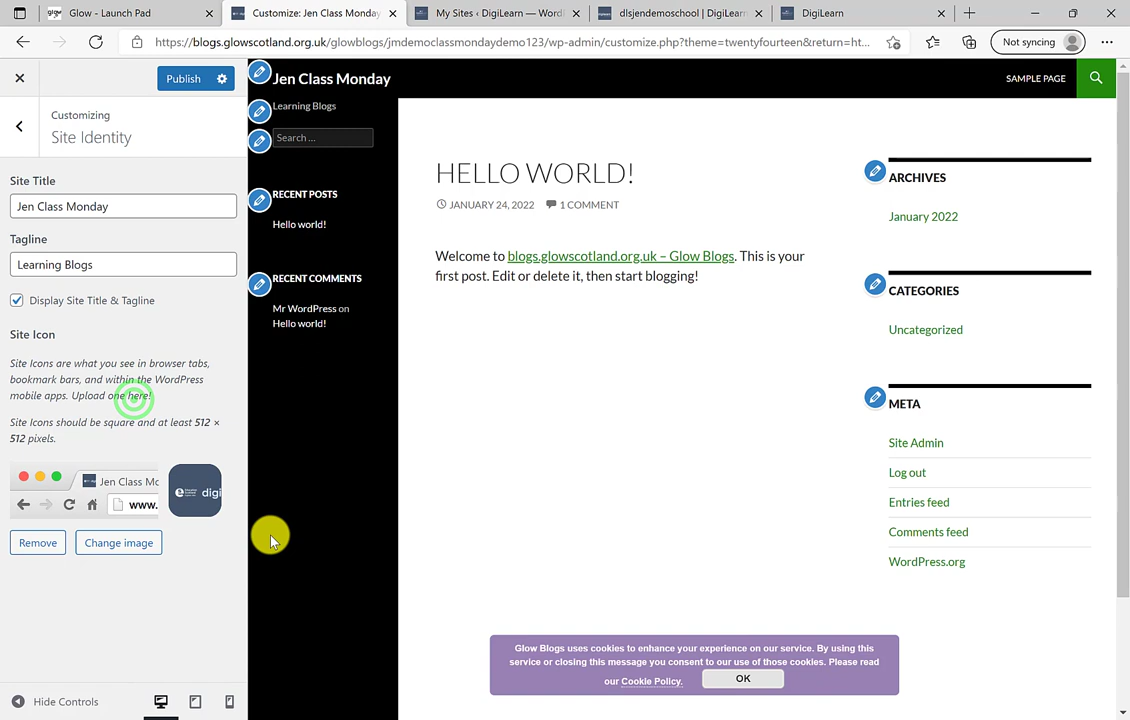 Glow - Launch Pad
Customize: Jen Class Monday
My Sites ‹ DigiLearn — Word
dlsjendemoschool | DigiLearn
DigiLearn
https://blogs.glowscotland.org.uk/glowblogs/jmdemoclassmondaydemo123/wp-admin/customize.php?theme=twentyfourteen&return=ht...
Not syncing
Publish
Customizing
Site Identity
Site Title
Jen Class Monday
Tagline
Learning Blogs
Display Site Title & Tagline
Site Icon
Site Icons are what you see in browser tabs,
bookmark bars, and within the WordPress
mobile apps. Upload one here!
Site Icons should be square and at least 512 ×
512 pixels.
Jen Class Mo
www.
digi
Remove
Change image
Hide Controls
Jen Class Monday
SAMPLE PAGE
Learning Blogs
Search ...
RECENT POSTS
Hello world!
RECENT COMMENTS
Mr WordPress on
Hello world!
HELLO WORLD!
JANUARY 24, 2022
1 COMMENT
Welcome to blogs.glowscotland.org.uk – Glow Blogs. This is your
first post. Edit or delete it, then start blogging!
ARCHIVES
January 2022
CATEGORIES
Uncategorized
META
Site Admin
Log out
Entries feed
Comments feed
WordPress.org
Glow Blogs uses cookies to enhance your experience on our service. By using this
service or closing this message you consent to our use of those cookies. Please read
our Cookie Policy.
OK